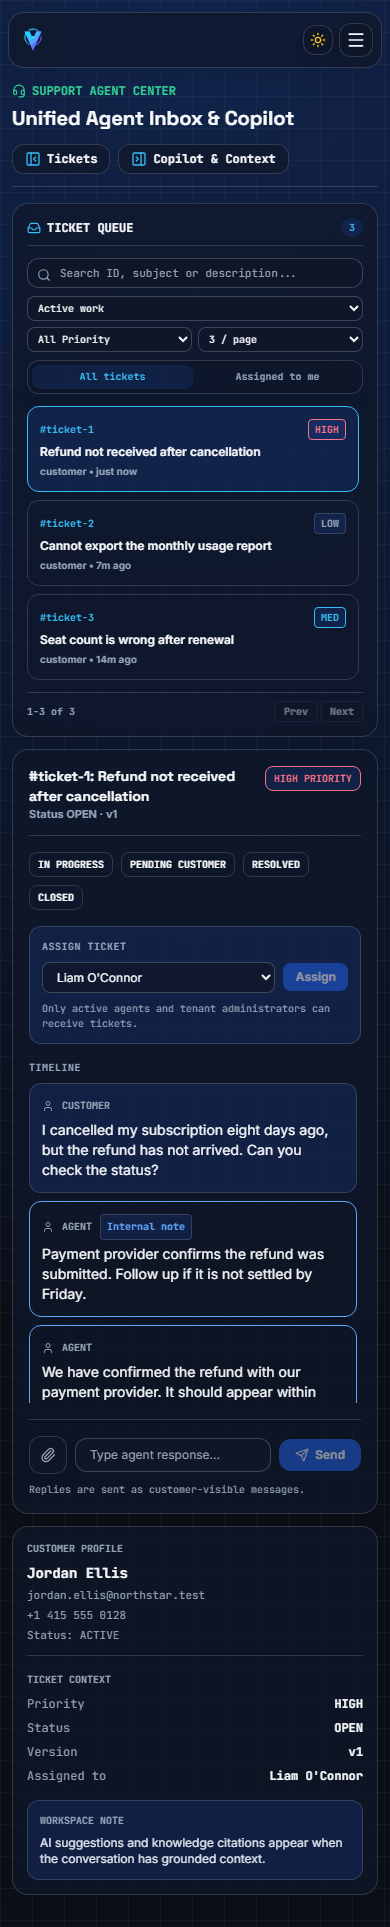 SUPPORT AGENT CENTER
Unified Agent Inbox & Copilot
Tickets
Copilot & Context
TICKET QUEUE
3
Search ID, subject or description...
Active work
All Priority
3 / page
All tickets
Assigned to me
#ticket-1
HIGH
Refund not received after cancellation
customer • just now
#ticket-2
LOW
Cannot export the monthly usage report
customer • 7m ago
#ticket-3
MED
Seat count is wrong after renewal
customer • 14m ago
1-3 of 3
Prev
Next
#ticket-1: Refund not received
after cancellation
HIGH PRIORITY
Status OPEN · v1
IN PROGRESS
PENDING CUSTOMER
RESOLVED
CLOSED
ASSIGN TICKET
Liam O'Connor
Assign
Only active agents and tenant administrators can
receive tickets.
TIMELINE
CUSTOMER
I cancelled my subscription eight days ago,
but the refund has not arrived. Can you
check the status?
AGENT
Internal note
Payment provider confirms the refund was
submitted. Follow up if it is not settled by
Friday.
AGENT
We have confirmed the refund with our
payment provider. It should appear within
Type agent response...
Send
Replies are sent as customer-visible messages.
CUSTOMER PROFILE
Jordan Ellis
jordan.ellis@northstar.test
+1 415 555 0128
Status: ACTIVE
TICKET CONTEXT
Priority
HIGH
Status
OPEN
Version
v1
Assigned to
Liam O'Connor
WORKSPACE NOTE
AI suggestions and knowledge citations appear when
the conversation has grounded context.